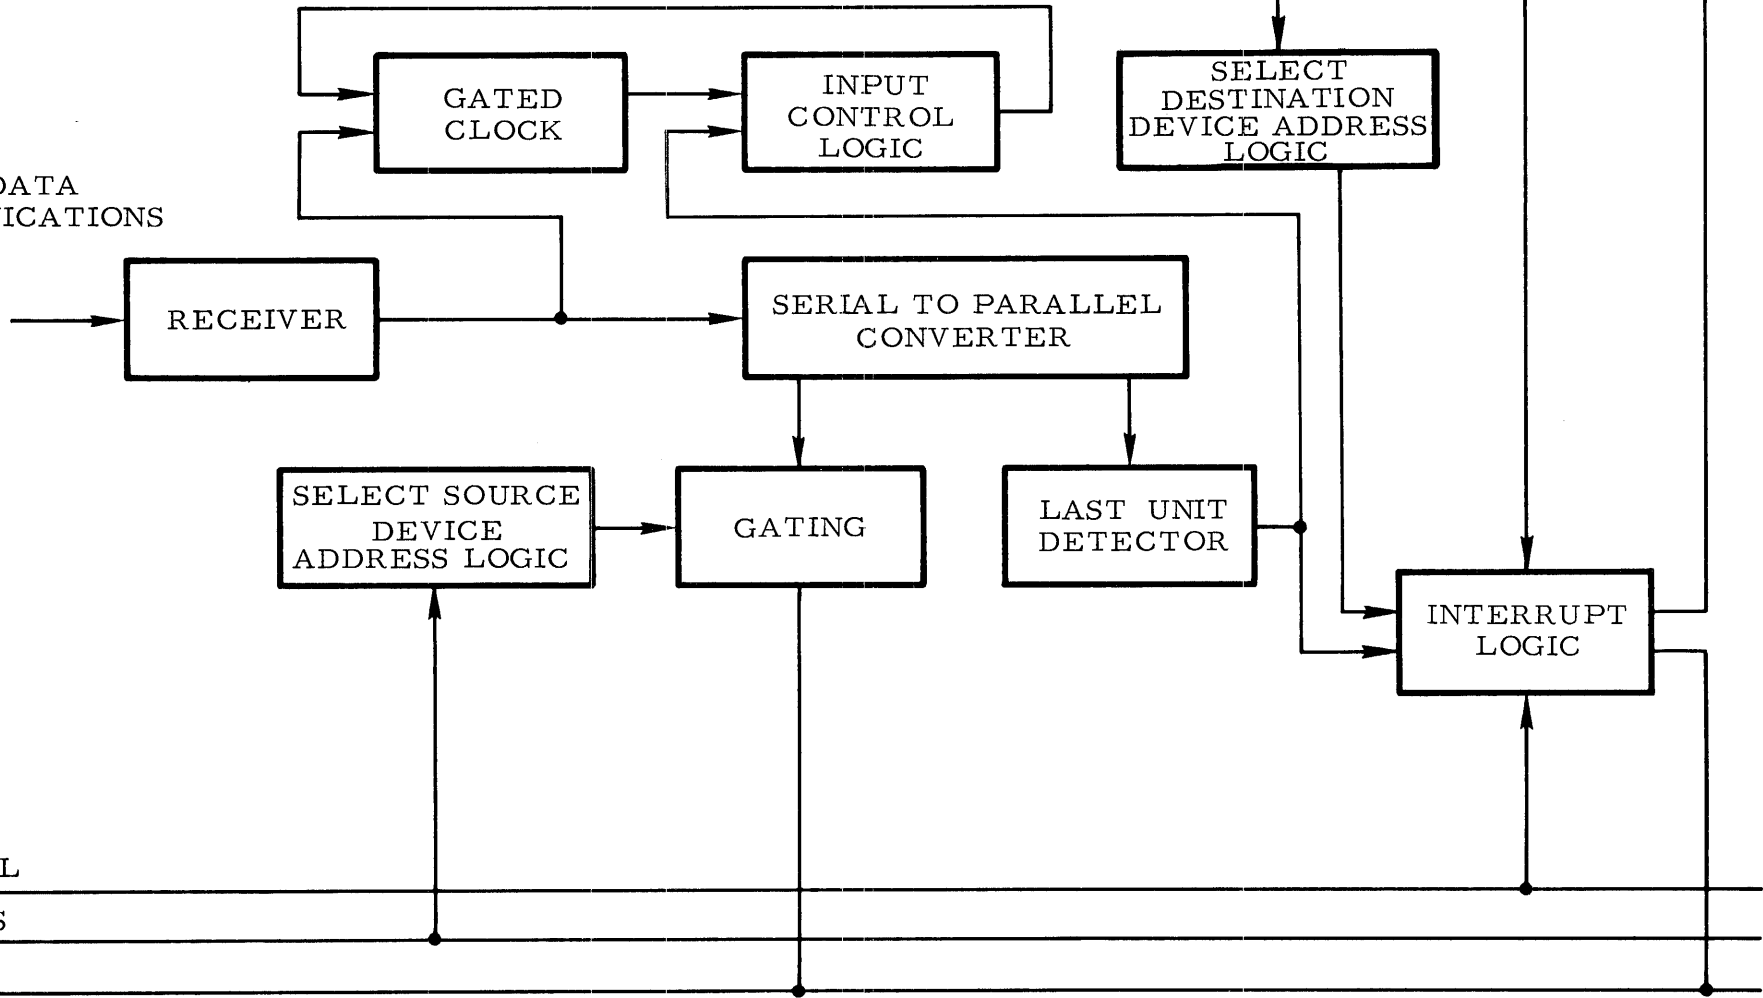 GATED
CLOCK
INPUT
CONTROL
LOGIC
SELECT
DESTINATION
DEVICE ADDRESS
LOGIC
DATA
RECEIVER
SERIAL TO PARALLEL
CONVERTER
SELECT SOURCE
DEVICE
ADDRESS LOGIC
GATING
LAST UNIT
DETECTOR
INTERRUPT
LOGIC
L
S